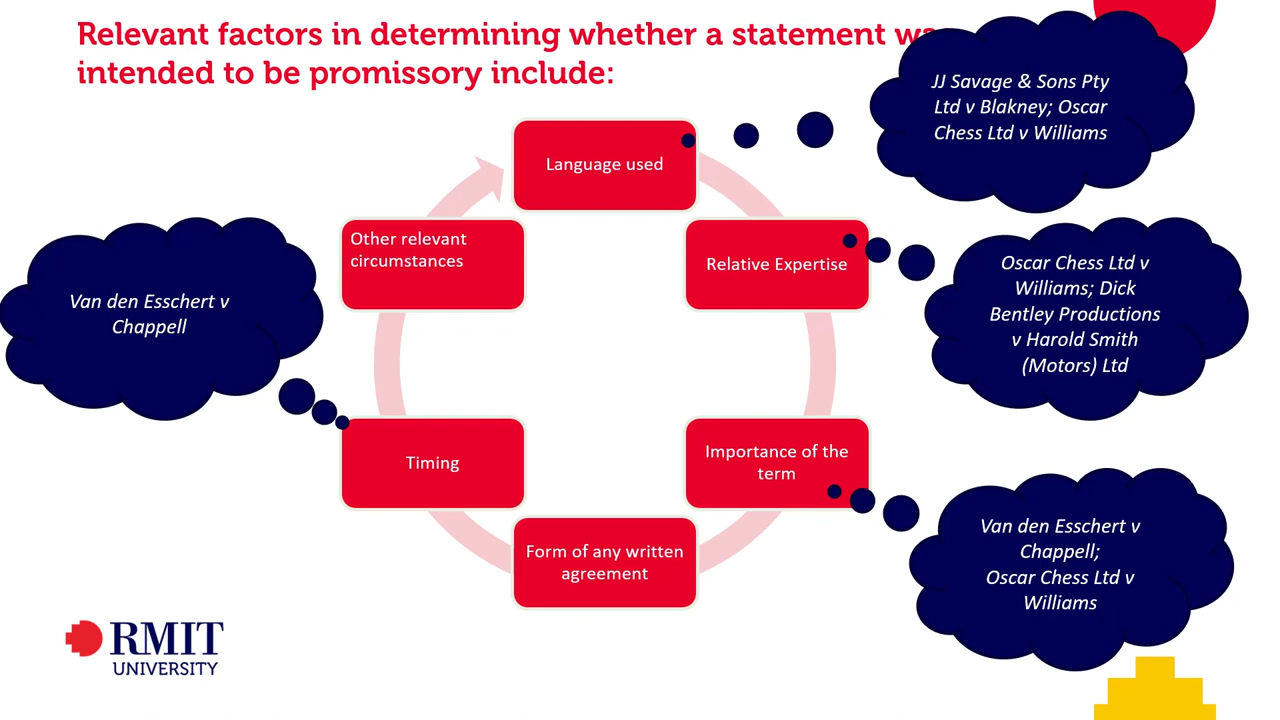 Relevant factors in determining whether a statement
intended to be promissory include:
JJ Savage & Sons Pty
Ltd v Blakney; Oscar
Chess Ltd v Williams
Language used
Other relevant
circumstances
Relative Expertise
Oscar Chess Ltd v
Williams; Dick
Bentley Productions
v Harold Smith
(Motors) Ltd
Van den Esschert v
Chappell
Timing
Importance of the
term
Form of any written
agreement
Van den Esschert v
Chappell;
Oscar Chess Ltd v
Williams
RMIT
UNIVERSITY